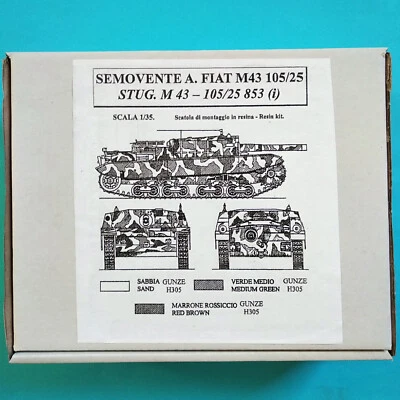 SEMOVENTE A. FIAT M43 105/25
STUG. M 43 – 105/25 853 (i)
SCALA 1/35. Scatola di montaggio in resina - Resin kit.
SABBIA GUNZE
SAND H305
VERDE MEDIO GUNZE
MEDIUM GREEN H305
MARRONE ROSSICCIO GUNZE
RED BROWN H305